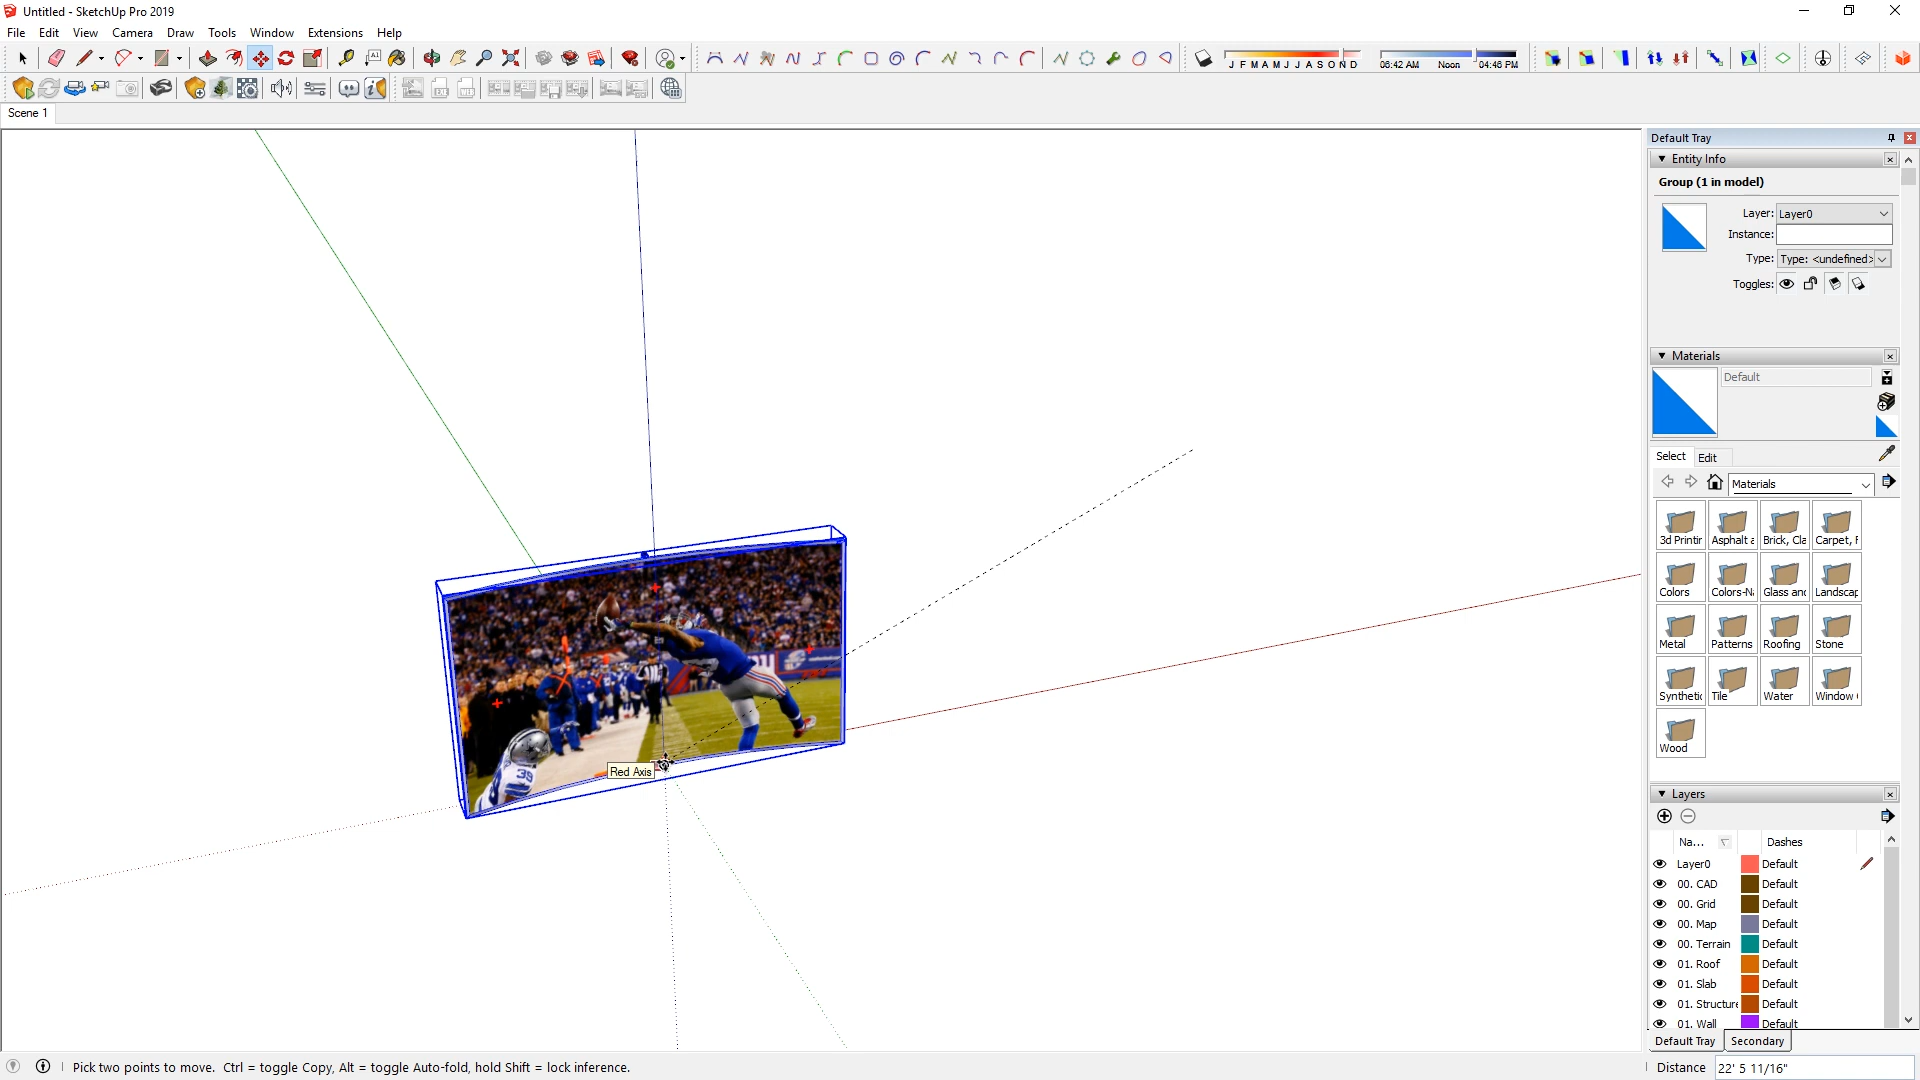 Untitled - SketchUp Pro 2019
File Edit View Camera Draw Tools Window Extensions Help
J F M A M J J A S O N D 06:42 AM Noon 04:46 PM
Scene 1
Default Tray
Entity Info
Group (1 in model)
Layer: Layer0
Instance:
Type: Type: <undefined>
Toggles:
Materials
Default
Select Edit
Materials
3d Printin Asphalt a Brick, Cla Carpet, F
Colors Colors-Na Glass and Landscap
Metal Patterns Roofing Stone
Synthetic Tile Water Window
Wood
39
Red Axis
Layers
Na... Dashes
Layer0 Default
00. CAD Default
00. Grid Default
00. Map Default
00. Terrain Default
01. Roof Default
01. Slab Default
01. Structure Default
01. Wall Default
Default Tray Secondary
Pick two points to move. Ctrl = toggle Copy, Alt = toggle Auto-fold, hold Shift = lock inference.
Distance 22' 5 11/16"